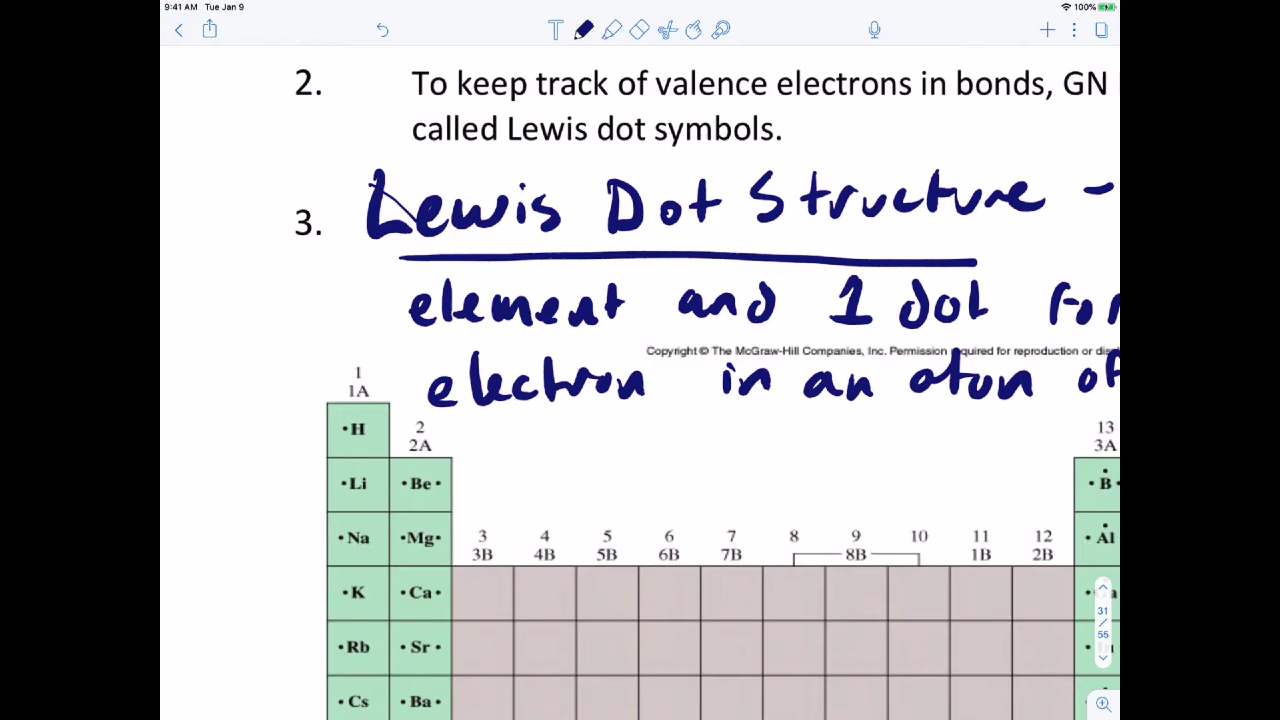 9:41 AM Tue Jan 9
100%
2. To keep track of valence electrons in bonds, GN
called Lewis dot symbols.
3. Lewis Dot Structure -
element and 1 dot for
Copyright © The McGraw-Hill Companies, Inc. Permission required for reproduction or
electron in an atom of
1
1A
•H
2
2A
13
3A
•Li
•Be•
•B•
•Na
•Mg•
3 4 5 6 7 8 9 10 11 12
3B 4B 5B 6B 7B 8B 1B 2B
•Al
•K
•Ca•
•Rb
•Sr•
•Cs
•Ba•
31
/
55